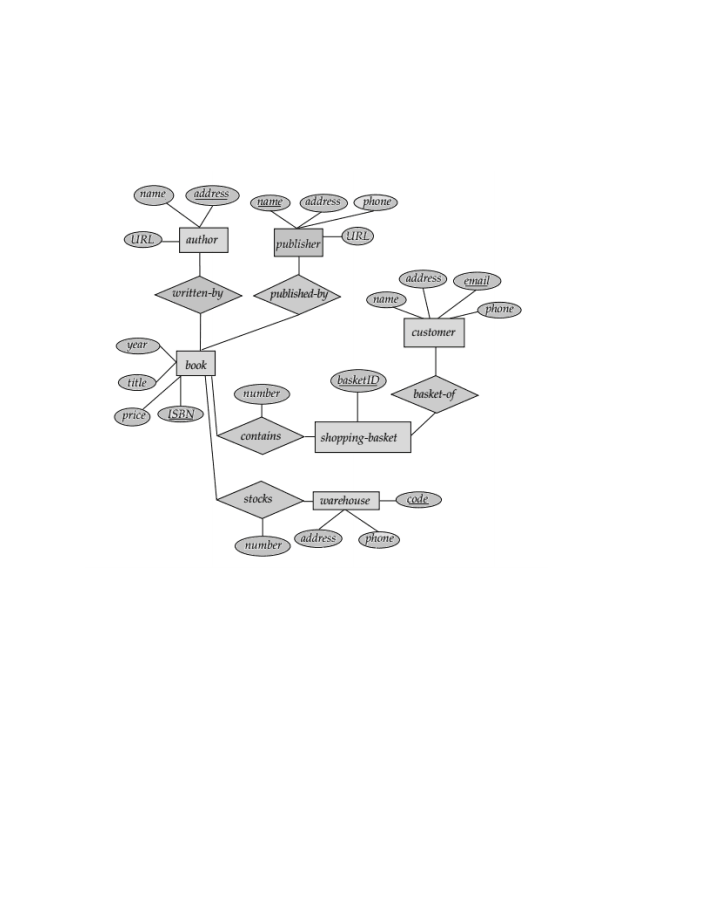 name
address
name
address
phone
URL
author
publisher
URL
written-by
published-by
address
email
name
phone
customer
year
book
title
price
ISBN
number
basketID
basket-of
contains
shopping-basket
stocks
warehouse
code
number
address
phone